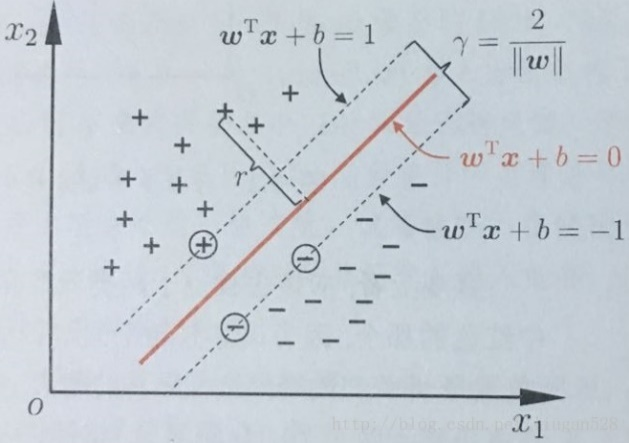 x₂
wᵀx + b = 1
γ = 2/‖w‖
wᵀx + b = 0
r
wᵀx + b = −1
O
x₁